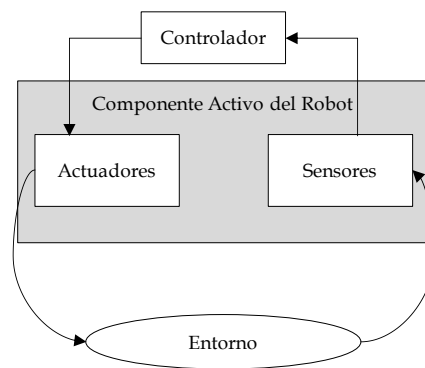 Controlador
Componente Activo del Robot
Actuadores
Sensores
Entorno